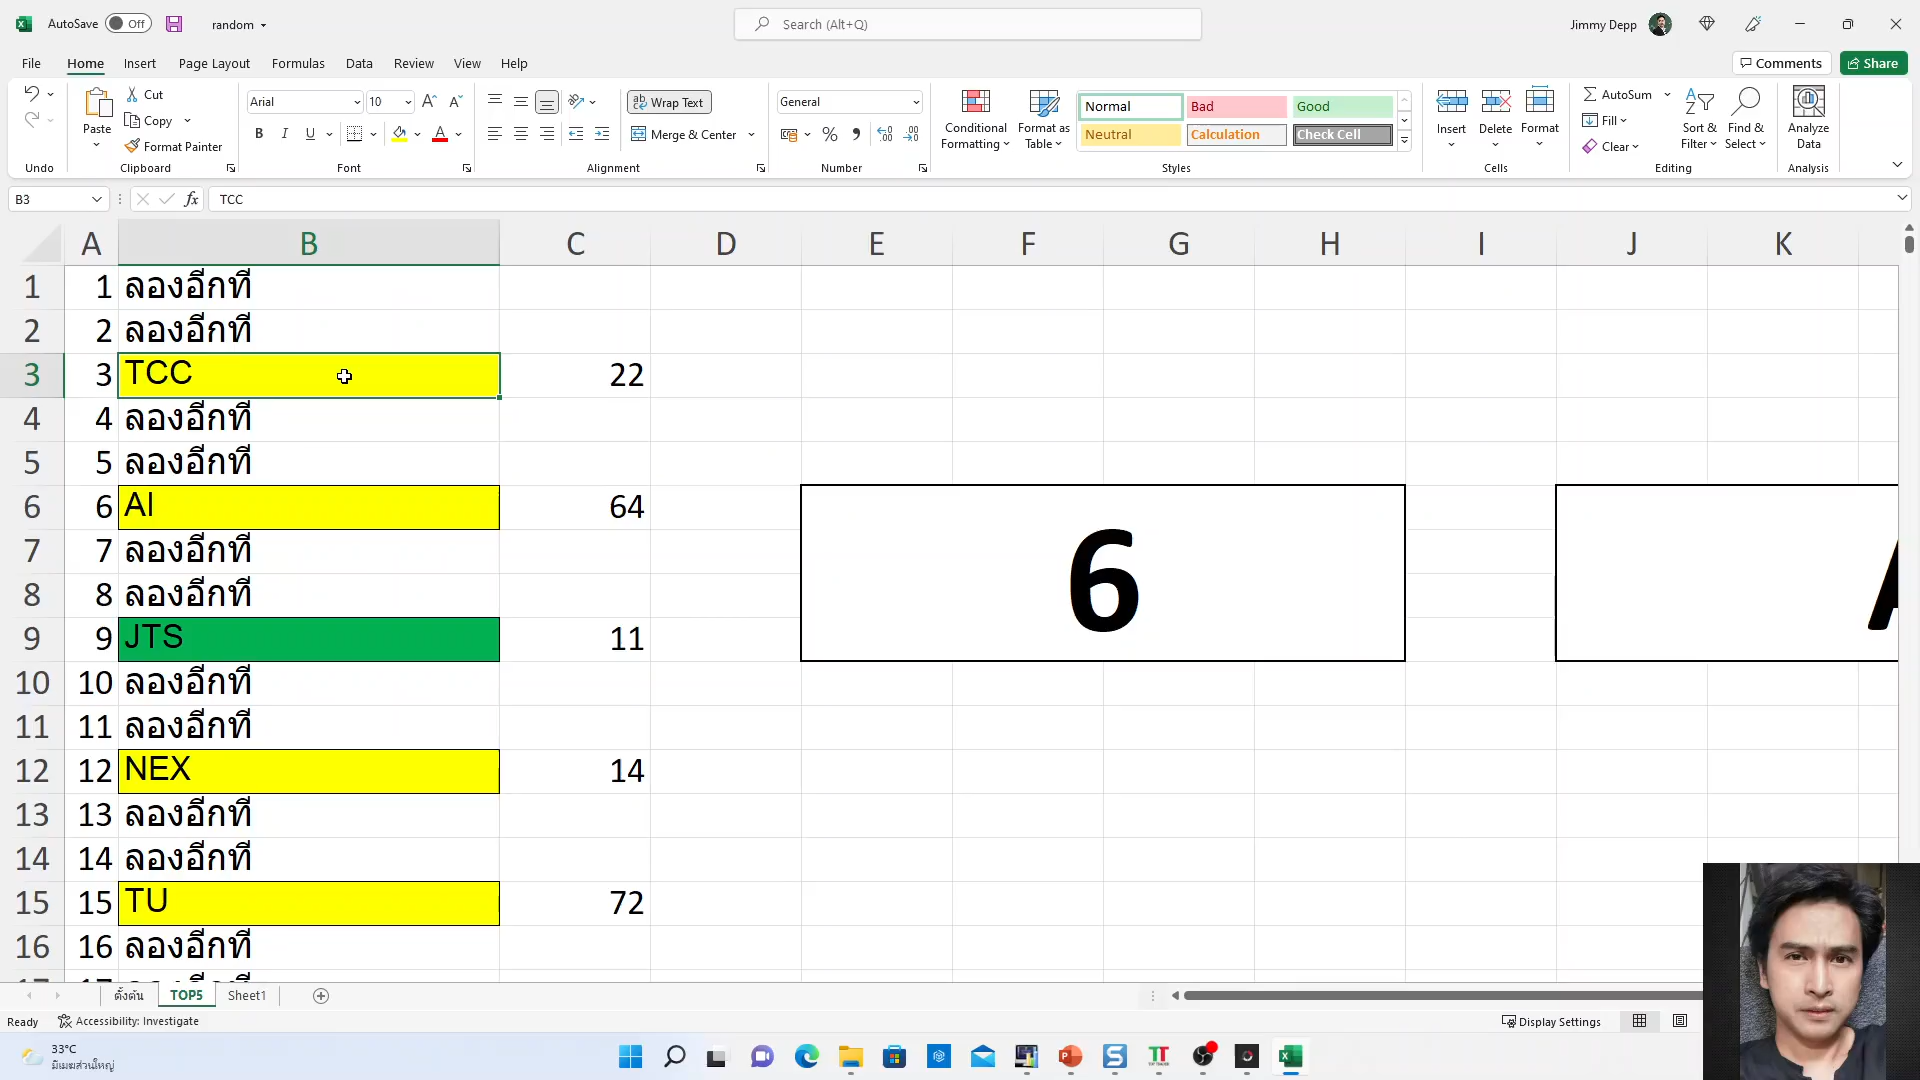 AutoSave Off random Search (Alt+Q) Jimmy Depp
File Home Insert Page Layout Formulas Data Review View Help Comments Share
Paste Cut Copy Format Painter
Arial 10
B I U A
Wrap Text
Merge & Center
General
Conditional Formatting Format as Table
Normal Bad Good
Neutral Calculation Check Cell
Insert Delete Format
AutoSum Fill Clear
Sort & Filter Find & Select
Analyze Data
Undo Clipboard Font Alignment Number Styles Cells Editing Analysis
B3 fx TCC
A B C D E F G H I J K
1 1 ลองอีกที
2 2 ลองอีกที
3 3 TCC 22
4 4 ลองอีกที
5 5 ลองอีกที
6 6 AI 64
7 7 ลองอีกที
8 8 ลองอีกที
6
9 9 JTS 11
10 10 ลองอีกที
11 11 ลองอีกที
12 12 NEX 14
13 13 ลองอีกที
14 14 ลองอีกที
15 15 TU 72
16 16 ลองอีกที
ตั้งต้น TOP5 Sheet1
Ready Accessibility: Investigate Display Settings
33°C
มีเมฆส่วนใหญ่